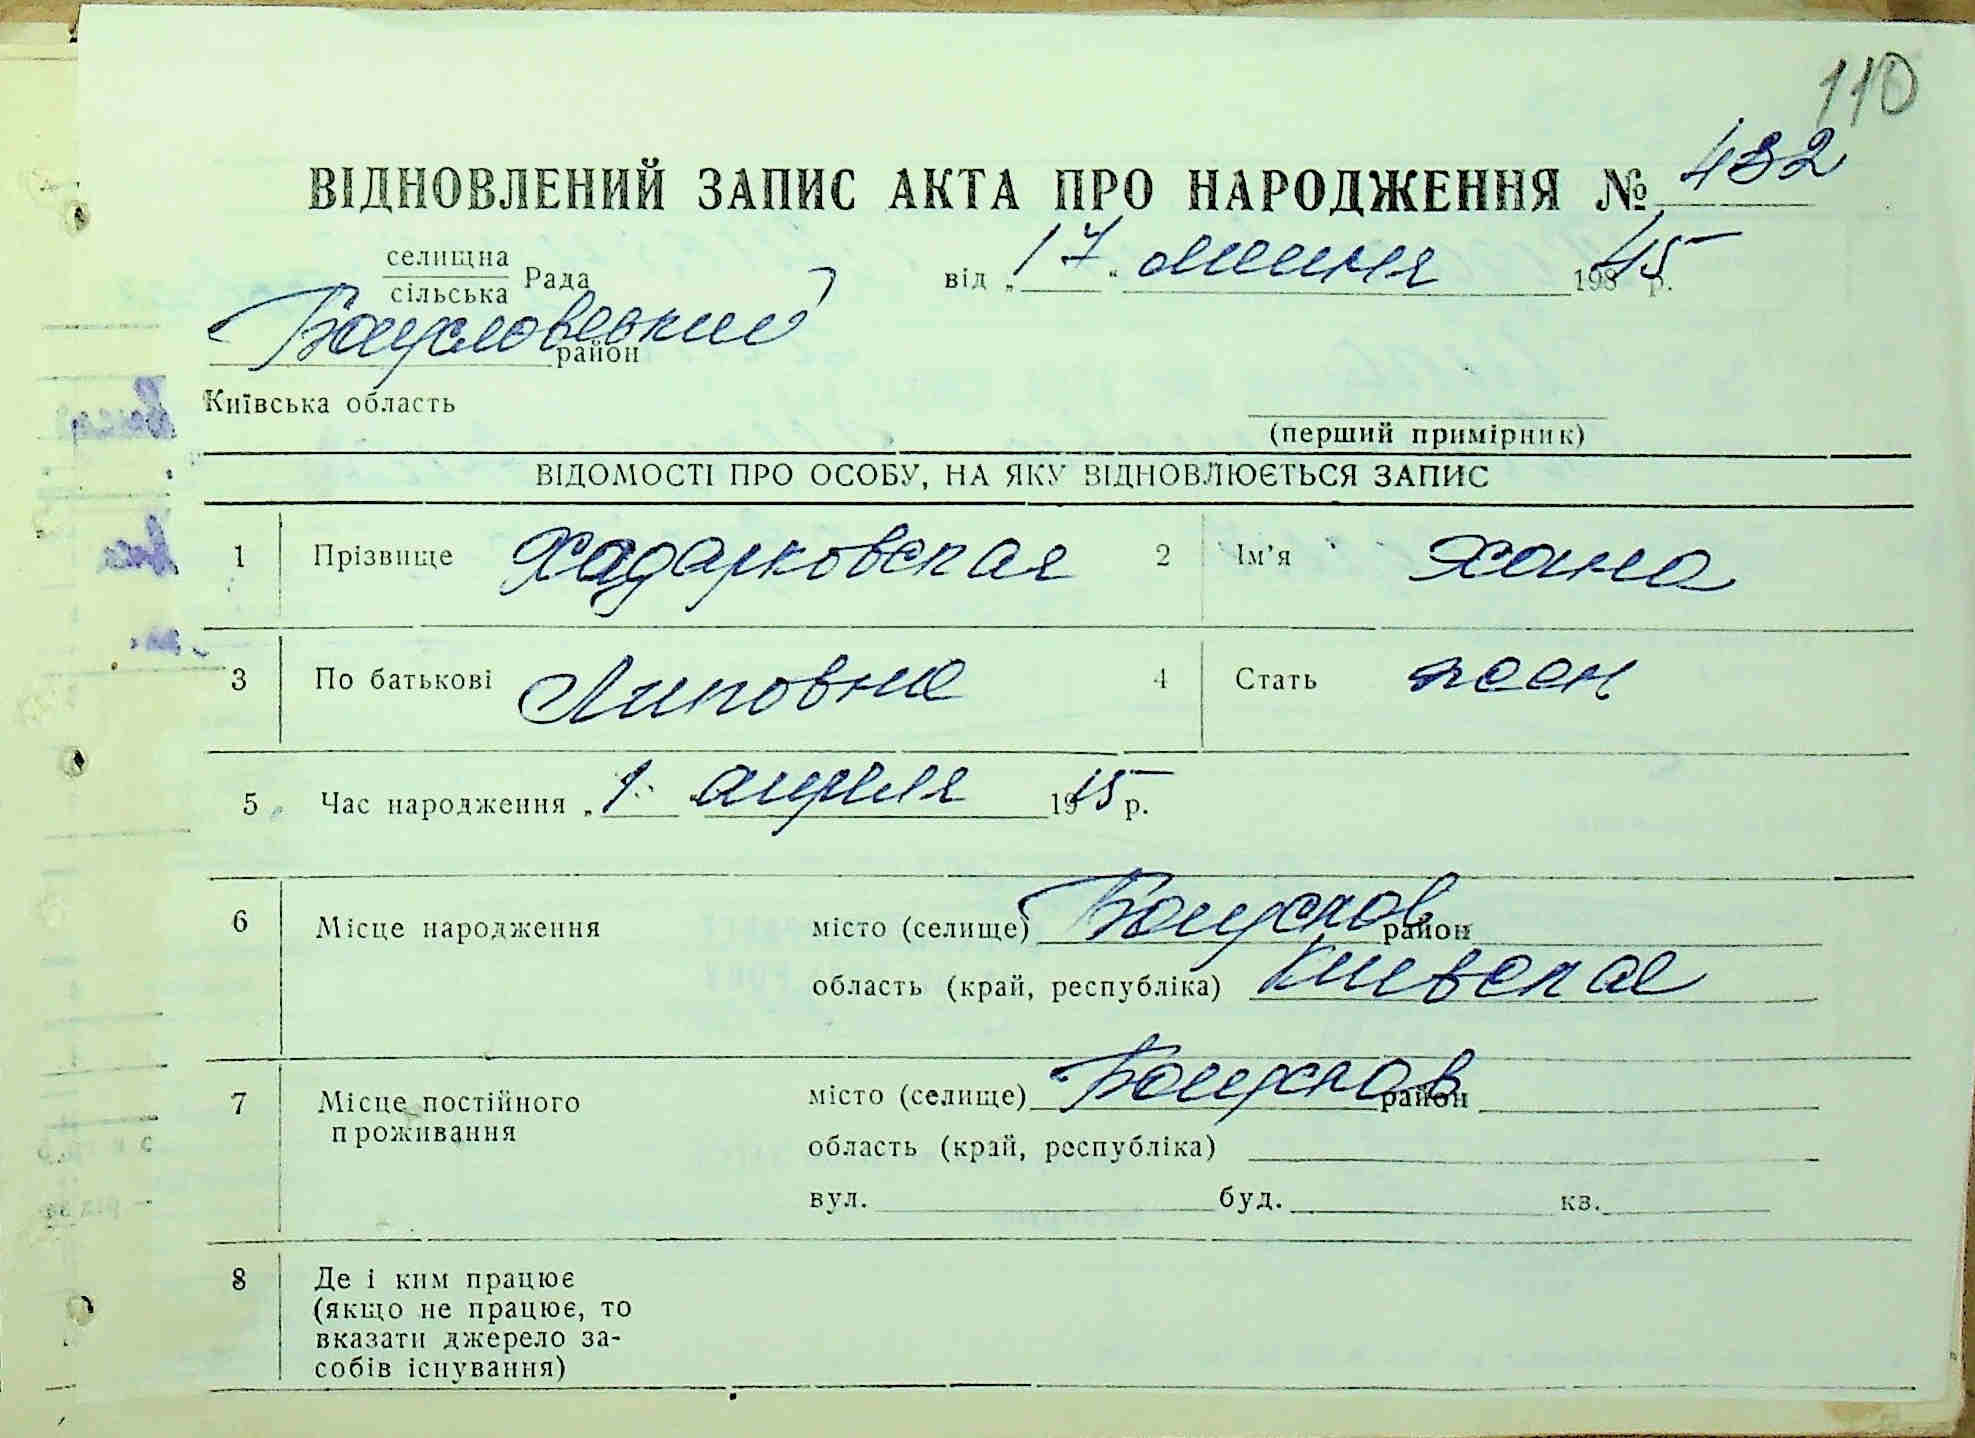 110
ВІДНОВЛЕНИЙ ЗАПИС АКТА ПРО НАРОДЖЕННЯ № 432
селищна
сільська Рада
від „17“ июня 1945 р.
Богуславський район
Київська область
(перший примірник)
ВІДОМОСТІ ПРО ОСОБУ, НА ЯКУ ВІДНОВЛЮЄТЬСЯ ЗАПИС
1 Прізвище Хадарковская 2 Ім’я Хана
3 По батькові Липовна 4 Стать жен
5 Час народження „1 апреля 1915 р.
6 Місце народження місто (селище) Богуслав район
область (край, республіка) Киевская
7 Місце постійного проживання місто (селище) Богуслав район
область (край, республіка)
вул. буд. кв.
8 Де і ким працює
(якщо не працює, то
вказати джерело за-
собів існування)